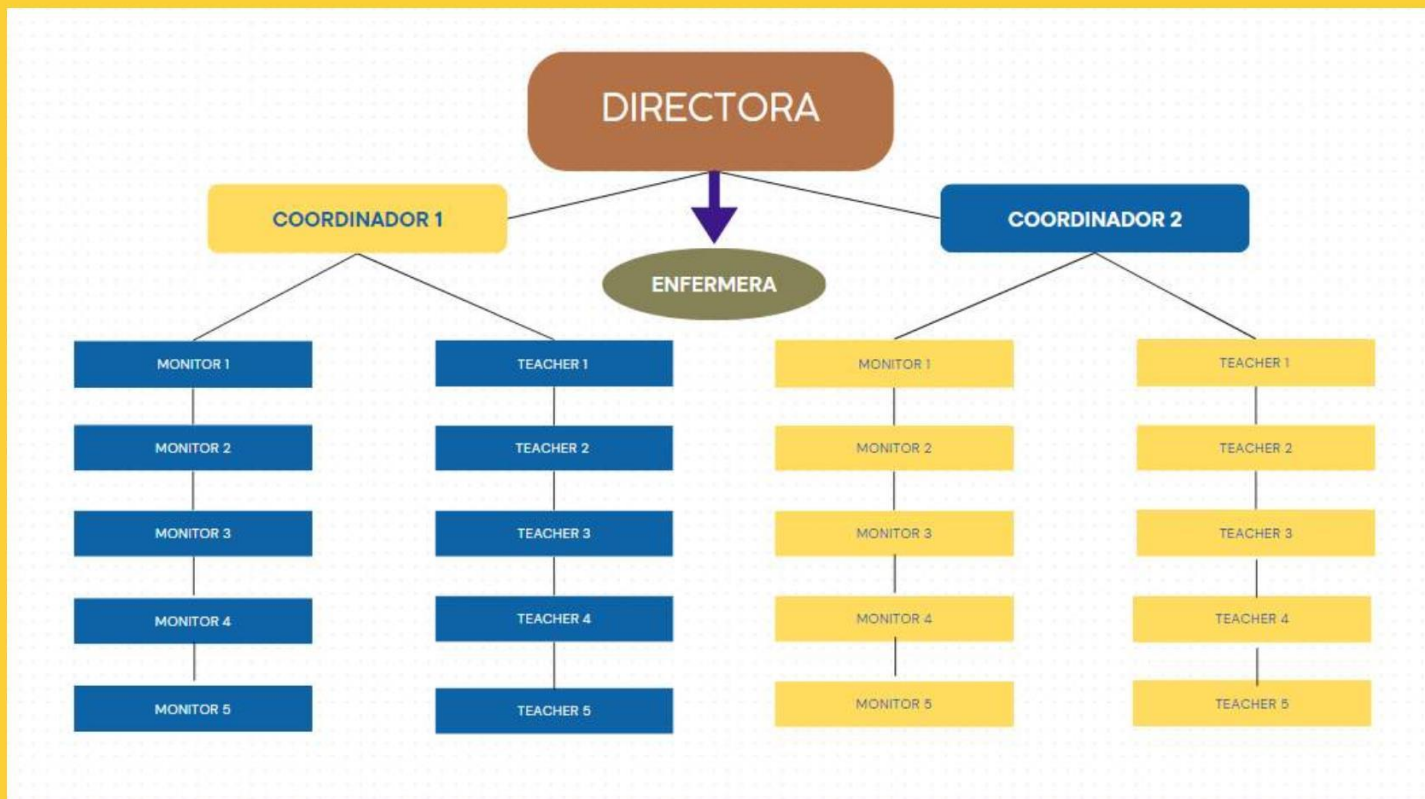 DIRECTORA
COORDINADOR 1
COORDINADOR 2
ENFERMERA
MONITOR 1
TEACHER 1
MONITOR 1
TEACHER 1
MONITOR 2
TEACHER 2
MONITOR 2
TEACHER 2
MONITOR 3
TEACHER 3
MONITOR 3
TEACHER 3
MONITOR 4
TEACHER 4
MONITOR 4
TEACHER 4
MONITOR 5
TEACHER 5
MONITOR 5
TEACHER 5